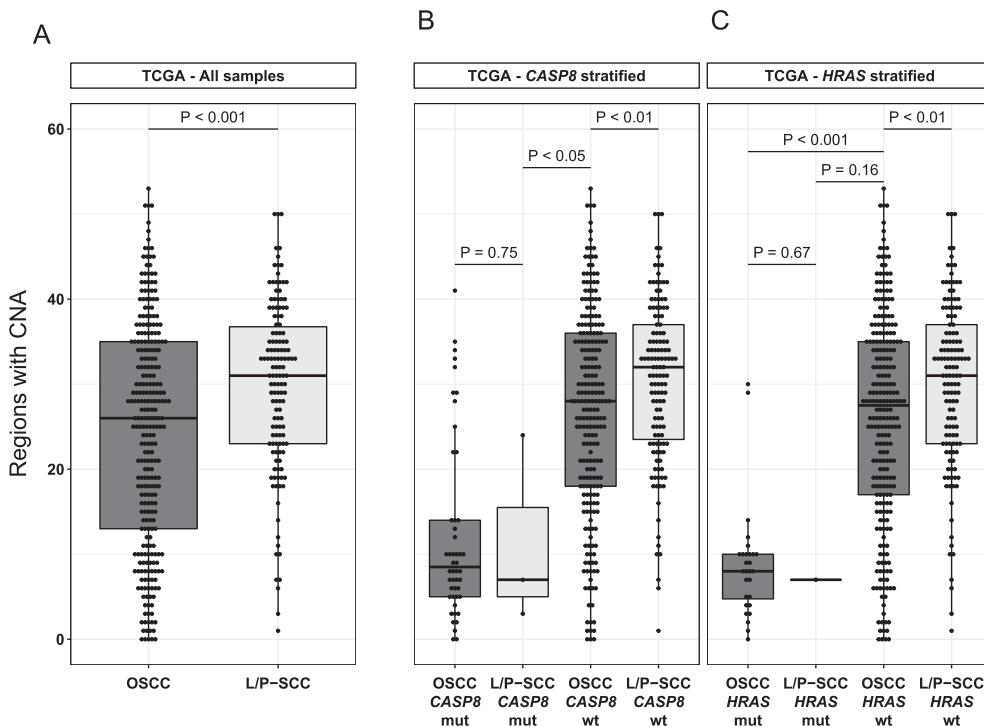 A
B
C
TCGA - All samples
TCGA - CASP8 stratified
TCGA - HRAS stratified
Regions with CNA
60
40
20
0
P < 0.001
P < 0.01
P < 0.05
P = 0.75
P < 0.01
P < 0.001
P = 0.16
P = 0.67
OSCC
L/P−SCC
OSCC
CASP8
mut
L/P−SCC
CASP8
mut
OSCC
CASP8
wt
L/P−SCC
CASP8
wt
OSCC
HRAS
mut
L/P−SCC
HRAS
mut
OSCC
HRAS
wt
L/P−SCC
HRAS
wt